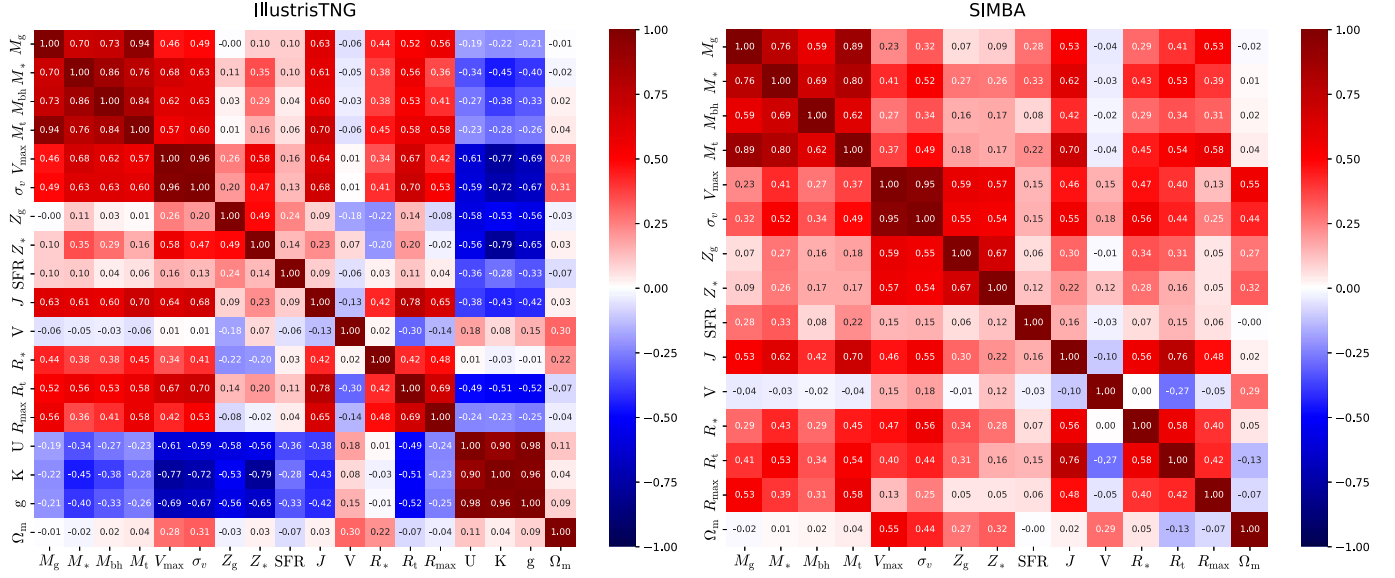 IllustrisTNG
M_g 1.00 0.70 0.73 0.94 0.46 0.49 -0.00 0.10 0.10 0.63 -0.06 0.44 0.52 0.56 -0.19 -0.22 -0.21 -0.01
M_* 0.70 1.00 0.86 0.76 0.68 0.63 0.11 0.35 0.10 0.61 -0.05 0.38 0.56 0.36 -0.34 -0.45 -0.40 -0.02
M_bh 0.73 0.86 1.00 0.84 0.62 0.63 0.03 0.29 0.04 0.60 -0.03 0.38 0.53 0.41 -0.27 -0.38 -0.33 0.02
M_t 0.94 0.76 0.84 1.00 0.57 0.60 0.01 0.16 0.06 0.70 -0.06 0.45 0.58 0.58 -0.23 -0.28 -0.26 0.04
V_max 0.46 0.68 0.62 0.57 1.00 0.96 0.26 0.58 0.16 0.64 0.01 0.34 0.67 0.42 -0.61 -0.77 -0.69 0.28
σ_v 0.49 0.63 0.63 0.60 0.96 1.00 0.20 0.47 0.13 0.68 0.01 0.41 0.70 0.53 -0.59 -0.72 -0.67 0.31
Z_g -0.00 0.11 0.03 0.01 0.26 0.20 1.00 0.49 0.24 0.09 -0.18 -0.22 0.14 -0.08 -0.58 -0.56 -0.56 -0.03
Z_* 0.10 0.35 0.29 0.16 0.58 0.47 0.49 1.00 0.14 0.23 0.07 -0.20 0.20 -0.02 -0.56 -0.79 -0.65 0.03
SFR 0.10 0.10 0.04 0.06 0.16 0.13 0.24 0.14 1.00 0.09 -0.06 0.03 0.11 0.04 -0.36 -0.28 -0.33 -0.07
J 0.63 0.61 0.60 0.70 0.64 0.68 0.09 0.23 0.09 1.00 -0.13 0.42 0.78 0.65 -0.38 -0.43 -0.42 0.03
V -0.06 -0.05 -0.03 -0.06 0.01 0.01 -0.18 0.07 -0.06 -0.13 1.00 0.02 -0.30 -0.14 0.18 0.08 0.15 0.30
R_* 0.44 0.38 0.38 0.45 0.34 0.41 -0.22 -0.20 0.03 0.42 0.02 1.00 0.42 0.48 0.01 -0.03 -0.01 0.22
R_t 0.52 0.56 0.53 0.58 0.67 0.70 0.14 0.20 0.11 0.78 -0.30 0.42 1.00 0.69 -0.49 -0.51 -0.52 -0.07
R_max 0.56 0.36 0.41 0.58 0.42 0.53 -0.08 -0.02 0.04 0.65 -0.14 0.48 0.69 1.00 -0.24 -0.23 -0.25 -0.04
U -0.19 -0.34 -0.27 -0.23 -0.61 -0.59 -0.58 -0.56 -0.36 -0.38 0.18 0.01 -0.49 -0.24 1.00 0.90 0.98 0.11
K -0.22 -0.45 -0.38 -0.28 -0.77 -0.72 -0.56 -0.79 -0.28 -0.43 0.08 -0.03 -0.51 -0.23 0.90 1.00 0.96 0.04
g -0.21 -0.40 -0.33 -0.26 -0.69 -0.67 -0.56 -0.65 -0.33 -0.42 0.15 -0.01 -0.52 -0.25 0.98 0.96 1.00 0.09
Ω_m -0.01 -0.02 0.02 0.04 0.28 0.31 -0.03 0.03 -0.07 0.03 0.30 0.22 -0.07 -0.04 0.11 0.04 0.09 1.00
M_g M_* M_bh M_t V_max σ_v Z_g Z_* SFR J V R_* R_t R_max U K g Ω_m
1.00
0.75
0.50
0.25
0.00
−0.25
−0.50
−0.75
−1.00
SIMBA
M_g 1.00 0.76 0.59 0.89 0.23 0.32 0.07 0.09 0.28 0.53 -0.04 0.29 0.41 0.53 -0.02
M_* 0.76 1.00 0.69 0.80 0.41 0.52 0.27 0.26 0.33 0.62 -0.03 0.43 0.53 0.39 0.01
M_bh 0.59 0.69 1.00 0.62 0.27 0.34 0.16 0.17 0.08 0.42 -0.02 0.29 0.34 0.31 0.02
M_t 0.89 0.80 0.62 1.00 0.37 0.49 0.18 0.17 0.22 0.70 -0.04 0.45 0.54 0.58 0.04
V_max 0.23 0.41 0.27 0.37 1.00 0.95 0.59 0.57 0.15 0.46 0.15 0.47 0.40 0.13 0.55
σ_v 0.32 0.52 0.34 0.49 0.95 1.00 0.55 0.54 0.15 0.55 0.18 0.56 0.44 0.25 0.44
Z_g 0.07 0.27 0.16 0.18 0.59 0.55 1.00 0.67 0.06 0.30 -0.01 0.34 0.31 0.05 0.27
Z_* 0.09 0.26 0.17 0.17 0.57 0.54 0.67 1.00 0.12 0.22 0.12 0.28 0.16 0.05 0.32
SFR 0.28 0.33 0.08 0.22 0.15 0.15 0.06 0.12 1.00 0.16 -0.03 0.07 0.15 0.06 -0.00
J 0.53 0.62 0.42 0.70 0.46 0.55 0.30 0.22 0.16 1.00 -0.10 0.56 0.76 0.48 0.02
V -0.04 -0.03 -0.02 -0.04 0.15 0.18 -0.01 0.12 -0.03 -0.10 1.00 0.00 -0.27 -0.05 0.29
R_* 0.29 0.43 0.29 0.45 0.47 0.56 0.34 0.28 0.07 0.56 0.00 1.00 0.58 0.40 0.05
R_t 0.41 0.53 0.34 0.54 0.40 0.44 0.31 0.16 0.15 0.76 -0.27 0.58 1.00 0.42 -0.13
R_max 0.53 0.39 0.31 0.58 0.13 0.25 0.05 0.05 0.06 0.48 -0.05 0.40 0.42 1.00 -0.07
Ω_m -0.02 0.01 0.02 0.04 0.55 0.44 0.27 0.32 -0.00 0.02 0.29 0.05 -0.13 -0.07 1.00
M_g M_* M_bh M_t V_max σ_v Z_g Z_* SFR J V R_* R_t R_max Ω_m
1.00
0.75
0.50
0.25
0.00
−0.25
−0.50
−0.75
−1.00